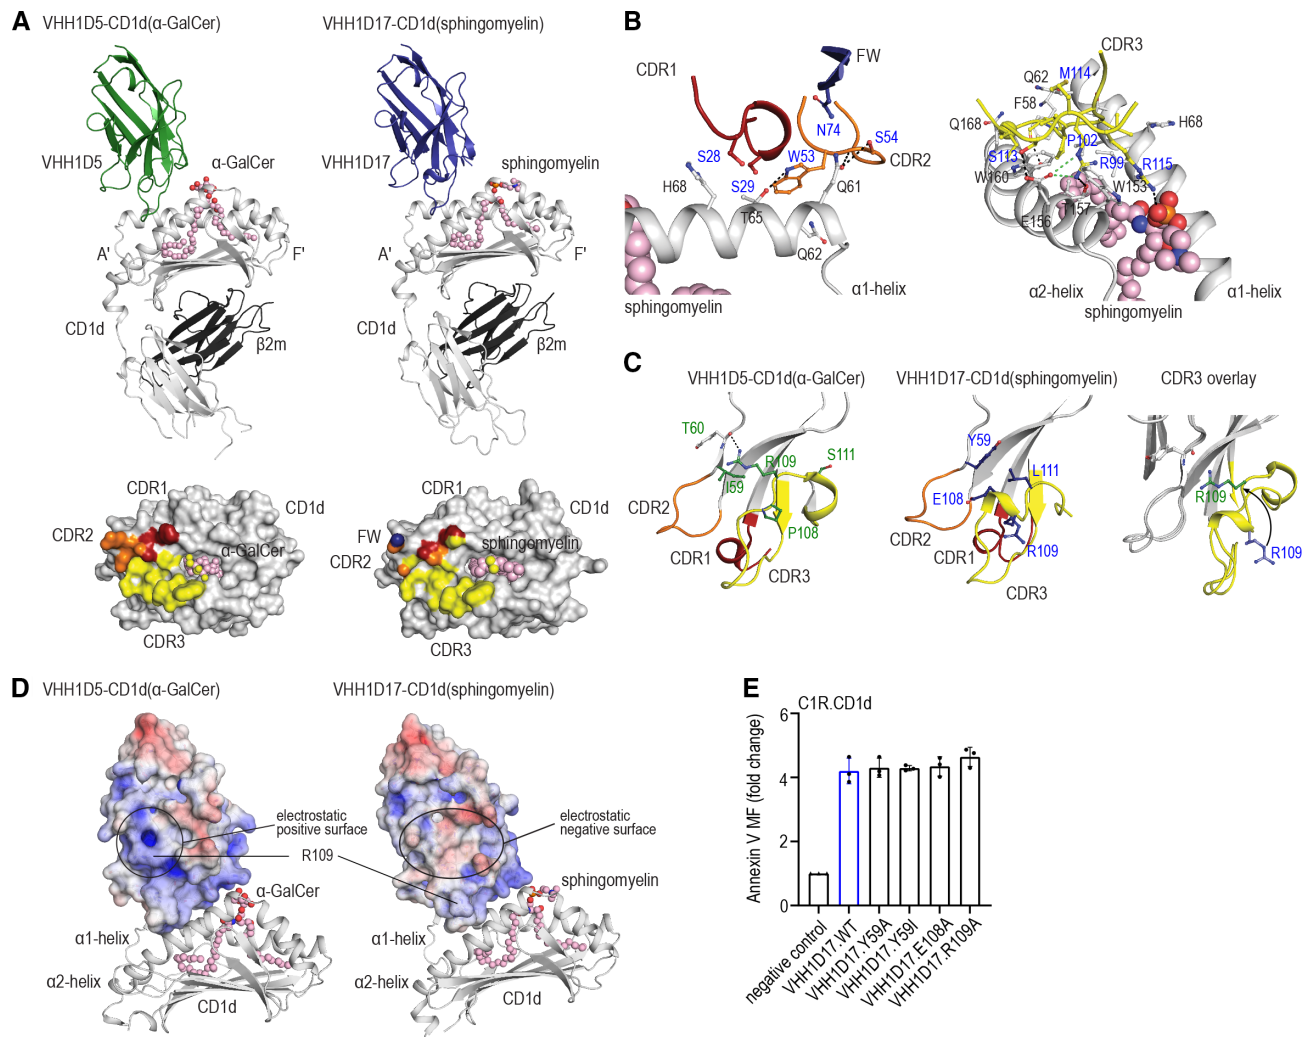 A
VHH1D5-CD1d(α-GalCer)
VHH1D17-CD1d(sphingomyelin)
VHH1D5
α-GalCer
A'
F'
CD1d
β2m
VHH1D17
sphingomyelin
A'
F'
CD1d
β2m
CDR1
CD1d
CDR2
α-GalCer
CDR3
CDR1
CD1d
FW
sphingomyelin
CDR2
CDR3
B
CDR1
FW
N74
S54
S28
W53
CDR2
S29
Q61
H68
T65
Q62
α1-helix
sphingomyelin
CDR3
Q62
M114
F58
Q168
H68
P102
S113
R99
R115
W160
W153
E156
T157
α2-helix
α1-helix
sphingomyelin
C
VHH1D5-CD1d(α-GalCer)
VHH1D17-CD1d(sphingomyelin)
CDR3 overlay
T60
S111
R109
I59
CDR2
P108
CDR1
CDR3
Y59
L111
E108
CDR2
CDR1
R109
CDR3
R109
R109
D
VHH1D5-CD1d(α-GalCer)
VHH1D17-CD1d(sphingomyelin)
electrostatic
positive surface
electrostatic
negative surface
R109
α-GalCer
sphingomyelin
α1-helix
α2-helix
CD1d
α1-helix
α2-helix
CD1d
E
C1R.CD1d
Annexin V MF (fold change)
6
4
2
0
negative control
VHH1D17.WT
VHH1D17.Y59A
VHH1D17.Y59I
VHH1D17.E108A
VHH1D17.R109A